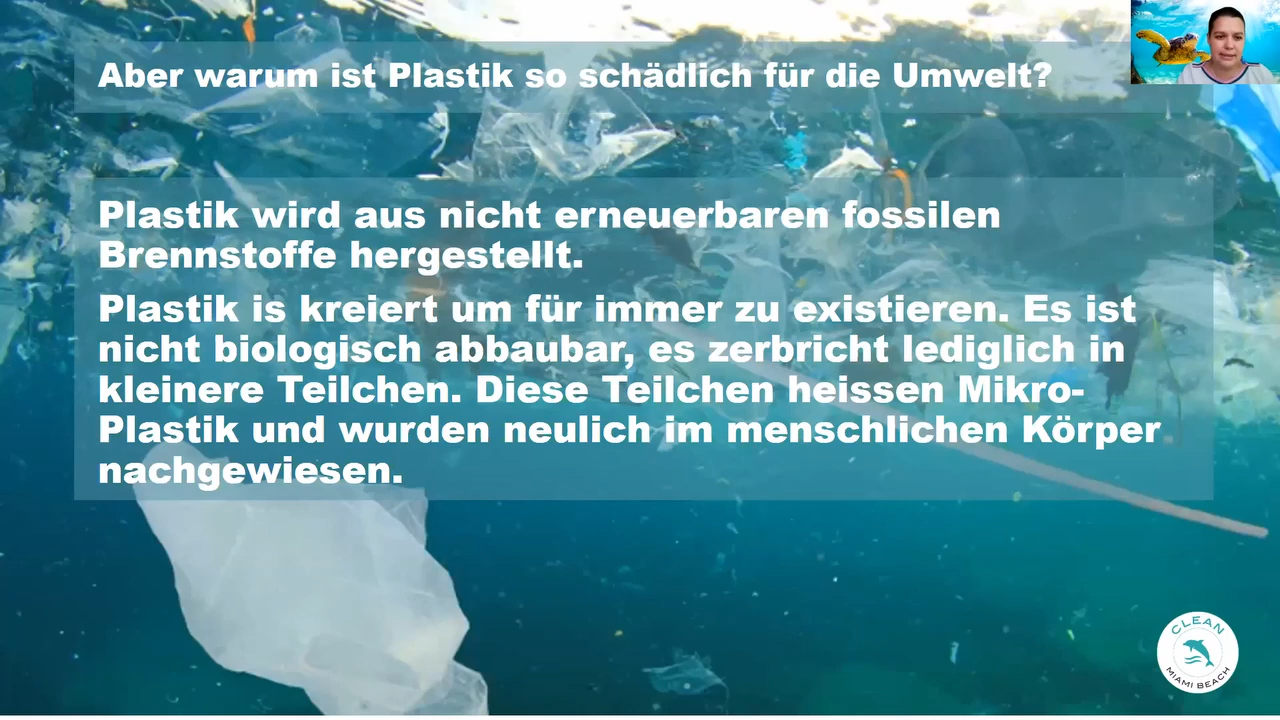 Aber warum ist Plastik so schädlich für die Umwelt?
Plastik wird aus nicht erneuerbaren fossilen
Brennstoffe hergestellt.
Plastik is kreiert um für immer zu existieren. Es ist
nicht biologisch abbaubar, es zerbricht lediglich in
kleinere Teilchen. Diese Teilchen heissen Mikro-
Plastik und wurden neulich im menschlichen Körper
nachgewiesen.
CLEAN
MIAMI BEACH